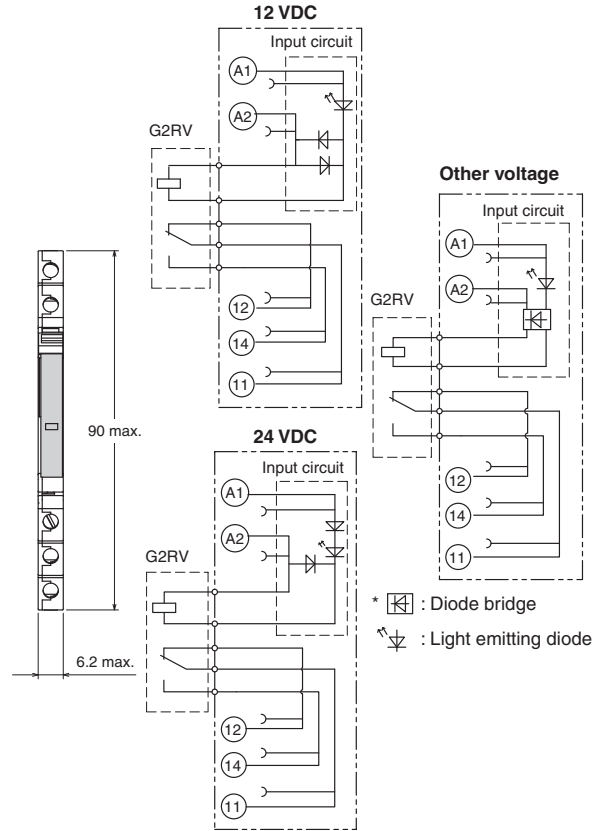 12 VDC
Input circuit
A1
A2
G2RV
12
14
11
Other voltage
Input circuit
A1
A2
G2RV
12
14
11
90 max.
6.2 max.
24 VDC
Input circuit
A1
A2
G2RV
12
14
11
* : Diode bridge
: Light emitting diode